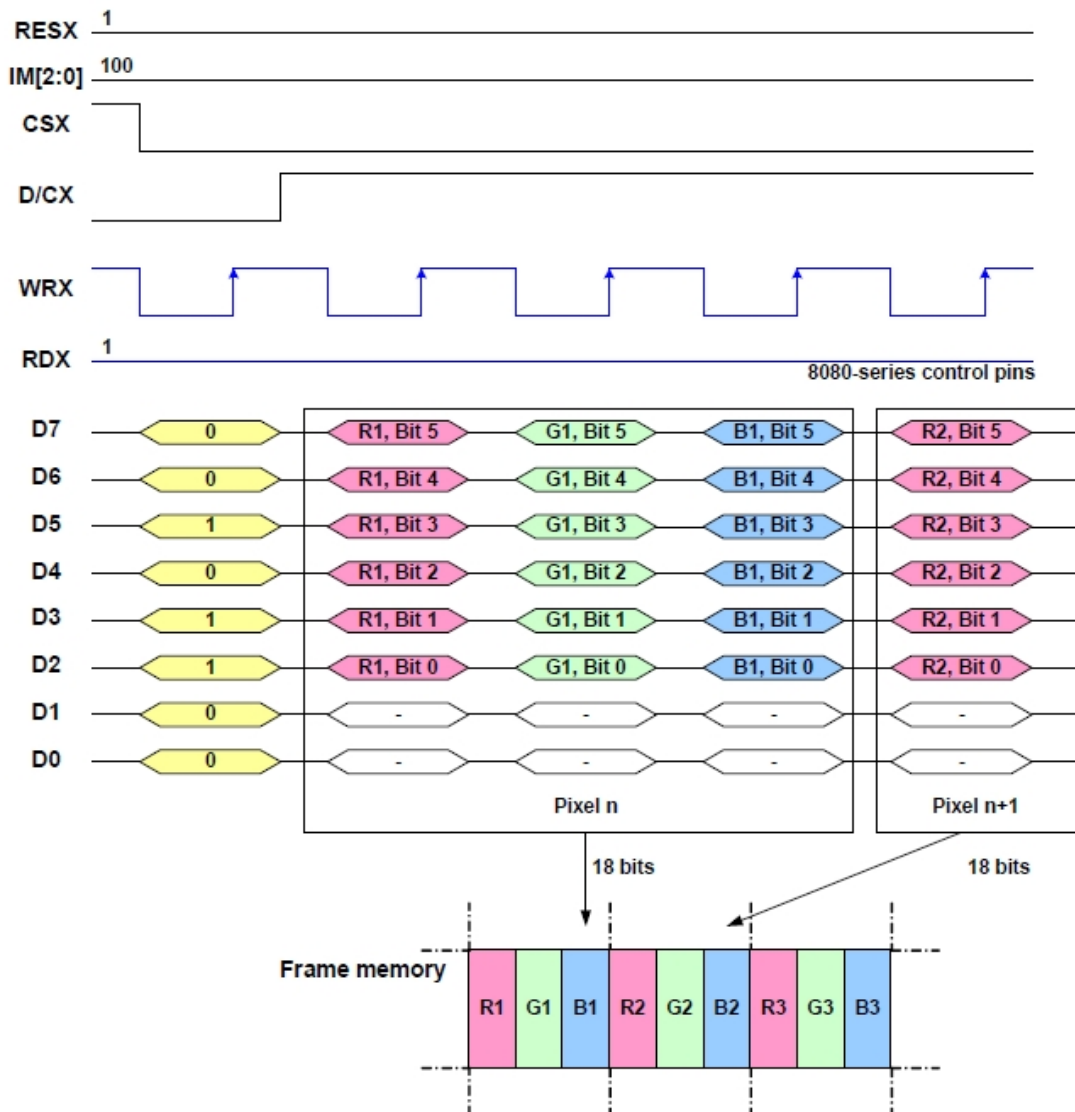 RESX 1
IM[2:0] 100
CSX
D/CX
WRX
RDX 1
8080-series control pins
D7 0 R1, Bit 5 G1, Bit 5 B1, Bit 5 R2, Bit 5
D6 0 R1, Bit 4 G1, Bit 4 B1, Bit 4 R2, Bit 4
D5 1 R1, Bit 3 G1, Bit 3 B1, Bit 3 R2, Bit 3
D4 0 R1, Bit 2 G1, Bit 2 B1, Bit 2 R2, Bit 2
D3 1 R1, Bit 1 G1, Bit 1 B1, Bit 1 R2, Bit 1
D2 1 R1, Bit 0 G1, Bit 0 B1, Bit 0 R2, Bit 0
D1 0 - - - -
D0 0 - - - -
Pixel n Pixel n+1
18 bits 18 bits
Frame memory
R1 G1 B1 R2 G2 B2 R3 G3 B3